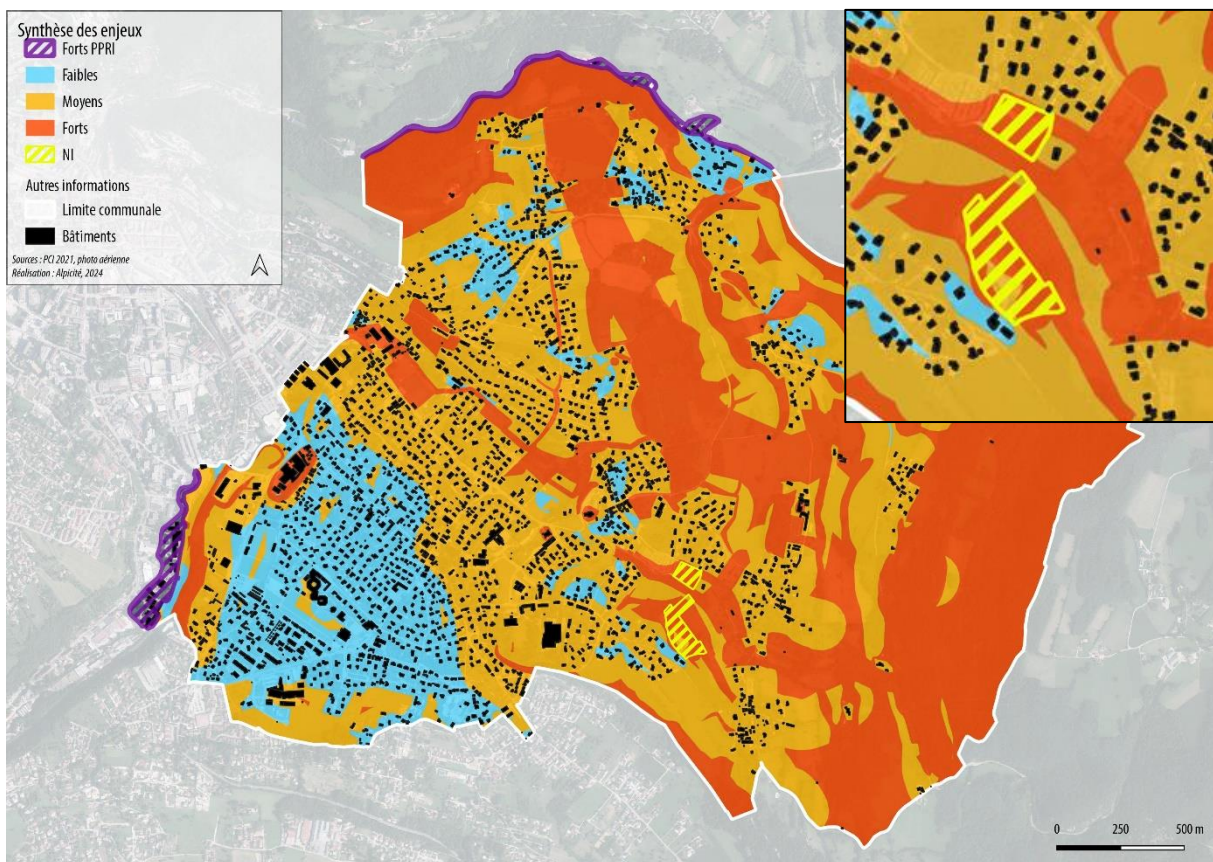 Synthèse des enjeux
Forts PPRI
Faibles
Moyens
Forts
NI
Autres informations
Limite communale
Bâtiments
Sources : PCI 2021, photo aérienne
Réalisation : Alpicité, 2024
0 250 500 m